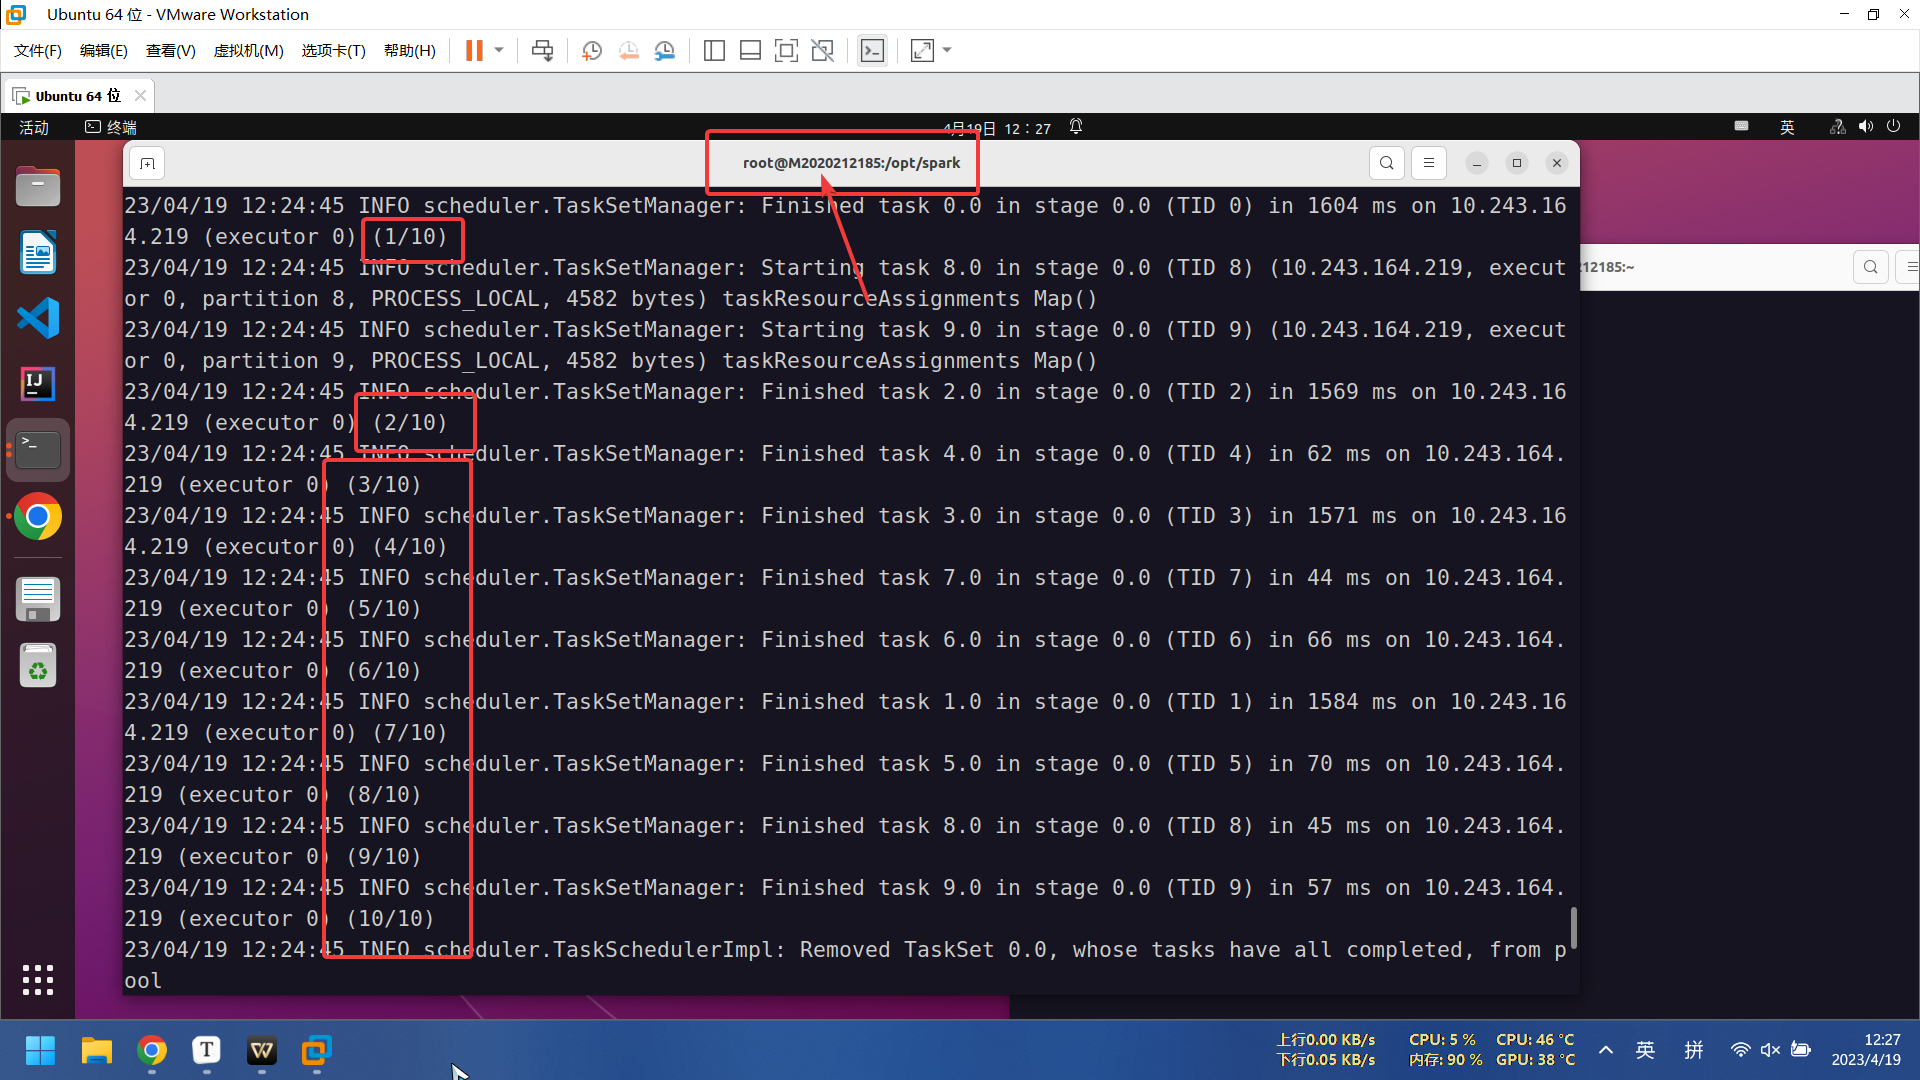 Ubuntu 64 位 - VMware Workstation
文件(F) 编辑(E) 查看(V) 虚拟机(M) 选项卡(T) 帮助(H)
Ubuntu 64 位
活动 终端 4月19日 12：27 英
root@M2020212185:/opt/spark
23/04/19 12:24:45 INFO scheduler.TaskSetManager: Finished task 0.0 in stage 0.0 (TID 0) in 1604 ms on 10.243.16
4.219 (executor 0) (1/10)
23/04/19 12:24:45 INFO scheduler.TaskSetManager: Starting task 8.0 in stage 0.0 (TID 8) (10.243.164.219, execut
12185:~
or 0, partition 8, PROCESS_LOCAL, 4582 bytes) taskResourceAssignments Map()
23/04/19 12:24:45 INFO scheduler.TaskSetManager: Starting task 9.0 in stage 0.0 (TID 9) (10.243.164.219, execut
or 0, partition 9, PROCESS_LOCAL, 4582 bytes) taskResourceAssignments Map()
23/04/19 12:24:45 INFO scheduler.TaskSetManager: Finished task 2.0 in stage 0.0 (TID 2) in 1569 ms on 10.243.16
4.219 (executor 0) (2/10)
23/04/19 12:24:45 INFO scheduler.TaskSetManager: Finished task 4.0 in stage 0.0 (TID 4) in 62 ms on 10.243.164.
219 (executor 0) (3/10)
23/04/19 12:24:45 INFO scheduler.TaskSetManager: Finished task 3.0 in stage 0.0 (TID 3) in 1571 ms on 10.243.16
4.219 (executor 0) (4/10)
23/04/19 12:24:45 INFO scheduler.TaskSetManager: Finished task 7.0 in stage 0.0 (TID 7) in 44 ms on 10.243.164.
219 (executor 0) (5/10)
23/04/19 12:24:45 INFO scheduler.TaskSetManager: Finished task 6.0 in stage 0.0 (TID 6) in 66 ms on 10.243.164.
219 (executor 0) (6/10)
23/04/19 12:24:45 INFO scheduler.TaskSetManager: Finished task 1.0 in stage 0.0 (TID 1) in 1584 ms on 10.243.16
4.219 (executor 0) (7/10)
23/04/19 12:24:45 INFO scheduler.TaskSetManager: Finished task 5.0 in stage 0.0 (TID 5) in 70 ms on 10.243.164.
219 (executor 0) (8/10)
23/04/19 12:24:45 INFO scheduler.TaskSetManager: Finished task 8.0 in stage 0.0 (TID 8) in 45 ms on 10.243.164.
219 (executor 0) (9/10)
23/04/19 12:24:45 INFO scheduler.TaskSetManager: Finished task 9.0 in stage 0.0 (TID 9) in 57 ms on 10.243.164.
219 (executor 0) (10/10)
23/04/19 12:24:45 INFO scheduler.TaskSchedulerImpl: Removed TaskSet 0.0, whose tasks have all completed, from p
ool
上行0.00 KB/s CPU: 5 % CPU: 46 °C
下行0.05 KB/s 内存: 90 % GPU: 38 °C
英 拼
12:27
2023/4/19